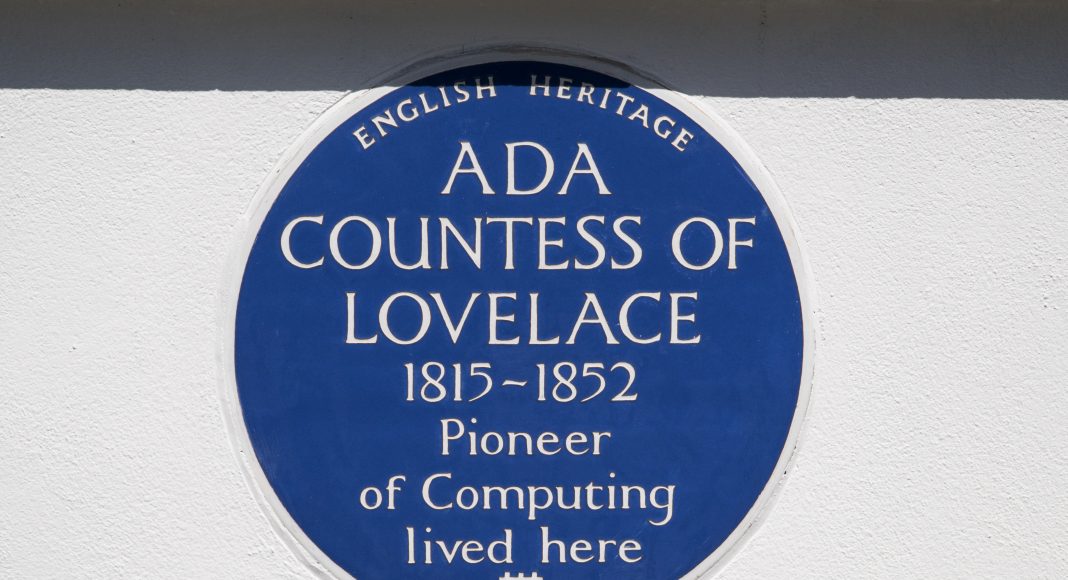 ENGLISH HERITAGE
ADA
COUNTESS OF
LOVELACE
1815–1852
Pioneer
of Computing
lived here